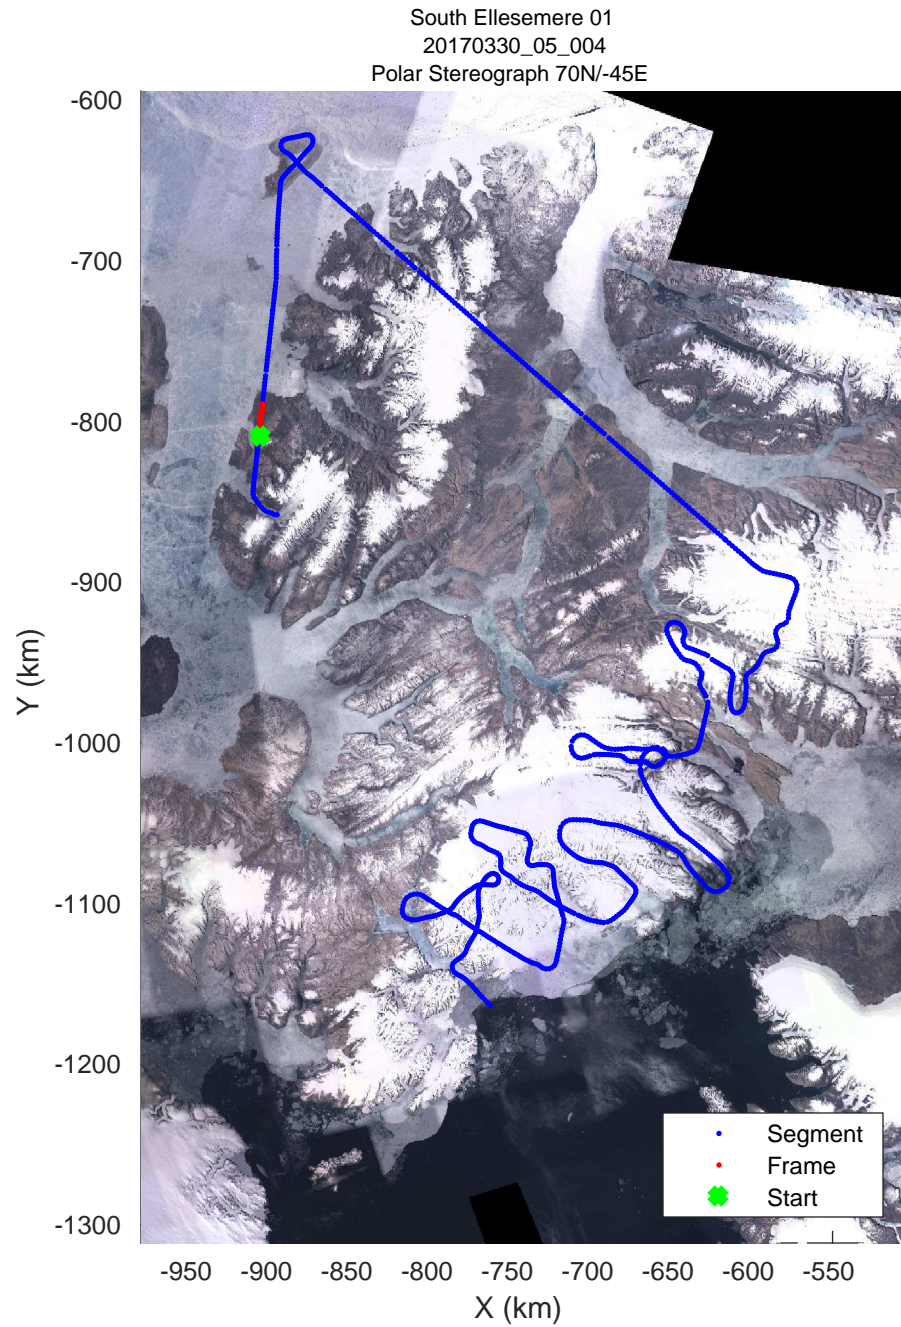 South Ellesemere 01
20170330_05_004
Polar Stereograph 70N/-45E
-600
-700
-800
-900
-1000
-1100
-1200
-1300
Y (km)
Segment
Frame
Start
-950 -900 -850 -800 -750 -700 -650 -600 -550
X (km)